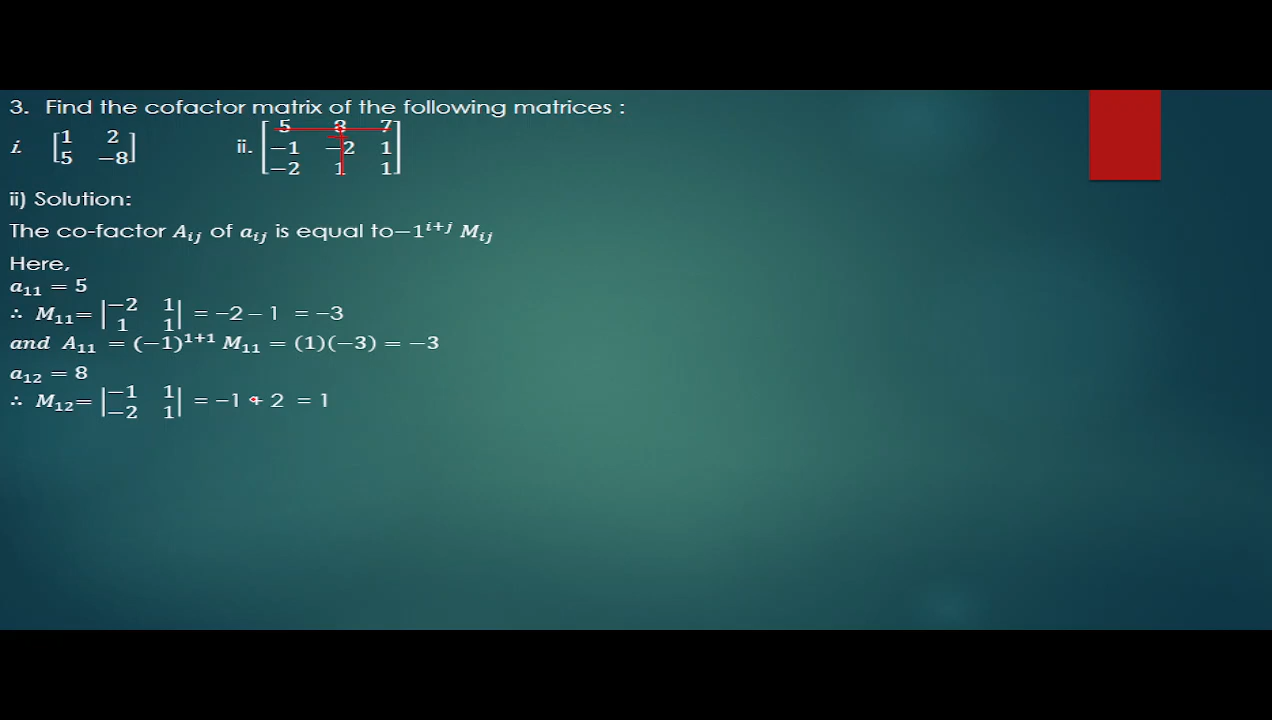 3. Find the cofactor matrix of the following matrices :
i. [1 2; 5 −8] ii. [5 8 7; −1 −2 1; −2 1 1]
ii) Solution:
The co-factor A_ij of a_ij is equal to −1^{i+j} M_ij
Here,
a_11 = 5
∴ M_11= |−2 1; 1 1| = −2 − 1 = −3
and A_11 = (−1)^{1+1} M_11 = (1)(−3) = −3
a_12 = 8
∴ M_12= |−1 1; −2 1| = −1 + 2 = 1